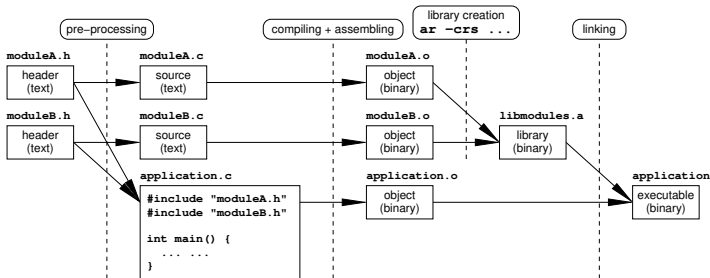 pre−processing
compiling + assembling
library creation
ar −crs ...
linking
moduleA.h
header
(text)
moduleA.c
source
(text)
moduleA.o
object
(binary)
moduleB.h
header
(text)
moduleB.c
source
(text)
moduleB.o
object
(binary)
libmodules.a
library
(binary)
application.c
#include "moduleA.h"
#include "moduleB.h"
int main() {
... ...
}
application.o
object
(binary)
application
executable
(binary)